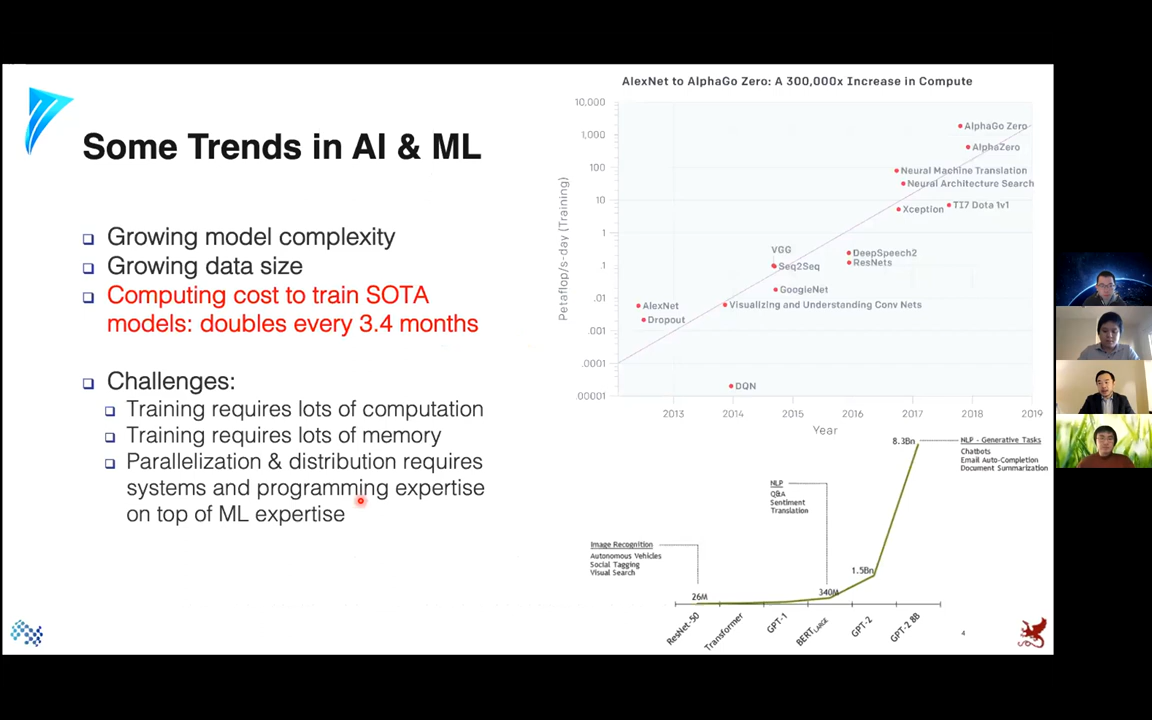 Some Trends in AI & ML
Growing model complexity
Growing data size
Computing cost to train SOTA
models: doubles every 3.4 months
Challenges:
Training requires lots of computation
Training requires lots of memory
Parallelization & distribution requires
systems and programming expertise
on top of ML expertise
AlexNet to AlphaGo Zero: A 300,000x Increase in Compute
10,000
1,000
100
10
1
.1
.01
.001
.0001
.00001
Petaflop/s-day (Training)
AlphaGo Zero
AlphaZero
Neural Machine Translation
Neural Architecture Search
Xception
TI7 Dota 1v1
VGG
DeepSpeech2
Seq2Seq
ResNets
GoogleNet
AlexNet
Visualizing and Understanding Conv Nets
Dropout
DQN
2013 2014 2015 2016 2017 2018 2019
Year
8.3Bn
NLP - Generative Tasks
Chatbots
Email Auto-Completion
Document Summarization
NLP
Q&A
Sentiment
Translation
Image Recognition
Autonomous Vehicles
Social Tagging
Visual Search
1.5Bn
340M
26M
ResNet-50
Transformer
GPT-1
BERT LARGE
GPT-2
GPT-2 8B
4